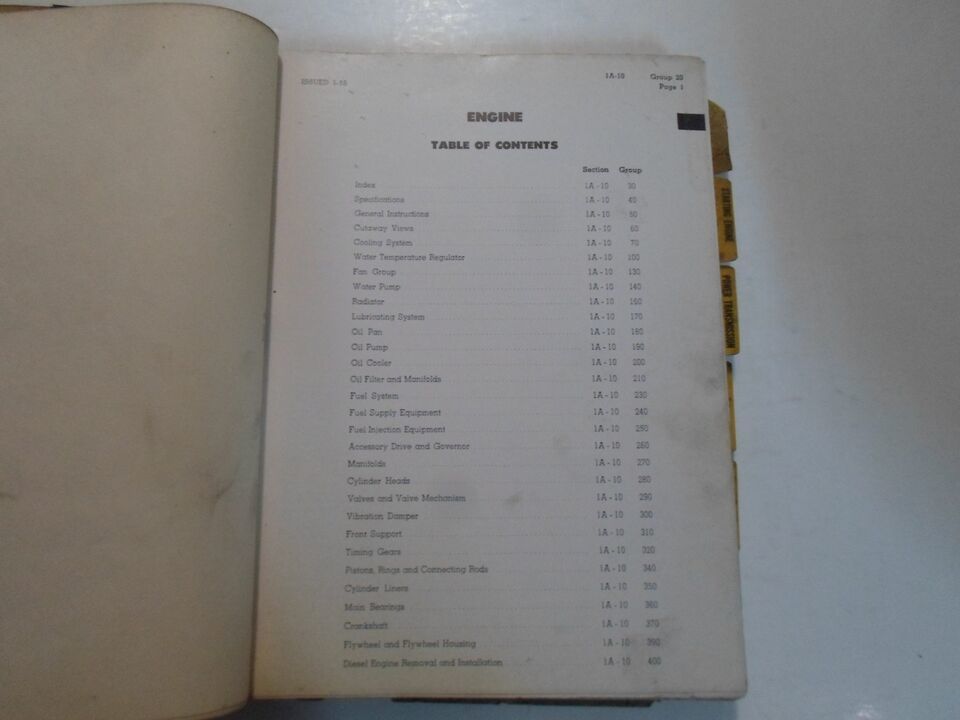 ISSUED
1A-10 Group 20
Page 1
ENGINE
TABLE OF CONTENTS
Section Group
Index 1A - 10 30
Specifications 1A - 10 40
General Instructions 1A - 10 50
Cutaway Views 1A - 10 60
Cooling System 1A - 10 70
Water Temperature Regulator 1A - 10 100
Fan Group 1A - 10 130
Water Pump 1A - 10 140
Radiator 1A - 10 160
Lubricating System 1A - 10 170
Oil Pan 1A - 10 180
Oil Pump 1A - 10 190
Oil Cooler 1A - 10 200
Oil Filter and Manifolds 1A - 10 210
Fuel System 1A - 10 230
Fuel Supply Equipment 1A - 10 240
Fuel Injection Equipment 1A - 10 250
Accessory Drive and Governor 1A - 10 260
Manifolds 1A - 10 270
Cylinder Heads 1A - 10 280
Valves and Valve Mechanism 1A - 10 290
Vibration Damper 1A - 10 300
Front Support 1A - 10 310
Timing Gears 1A - 10 320
Pistons, Rings and Connecting Rods 1A - 10 340
Cylinder Liners 1A - 10 350
Main Bearings 1A - 10 360
Crankshaft 1A - 10 370
Flywheel and Flywheel Housing 1A - 10 390
Diesel Engine Removal and Installation 1A - 10 400
STARTING ENGINE
POWER TRANSMISSION